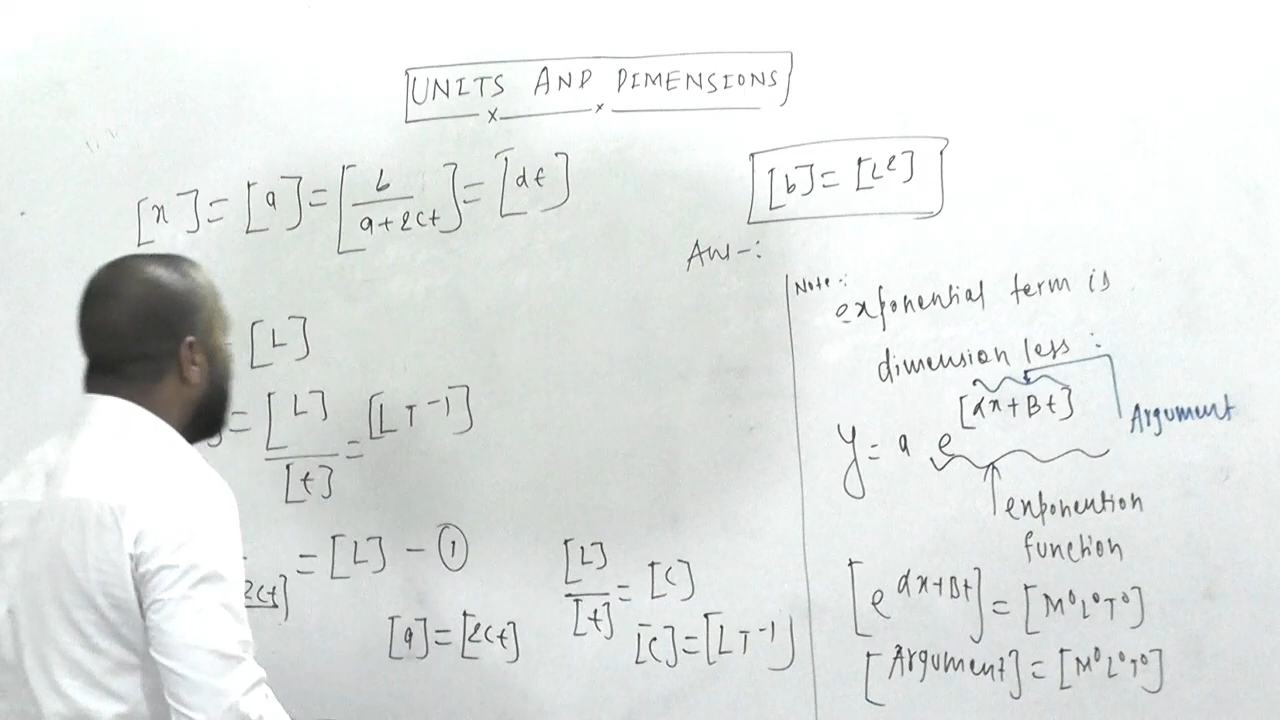 UNITS AND DIMENSIONS
[x] = [a] = [b/a+2ct] = [dt]
[b] = [L²]
Ans-:
= [L]
= [L]/[t] = [LT⁻¹]
2ct] = [L] - ①
[a] = [2ct]
[L]/[t] = [c]
[c] = [LT⁻¹]
Note:
exponential term is
dimension less:
y = a e^[αx+Bt]
Argument
exponention
function
[e^αx+Bt] = [M⁰L⁰T⁰]
[Argument] = [M⁰L⁰T⁰]